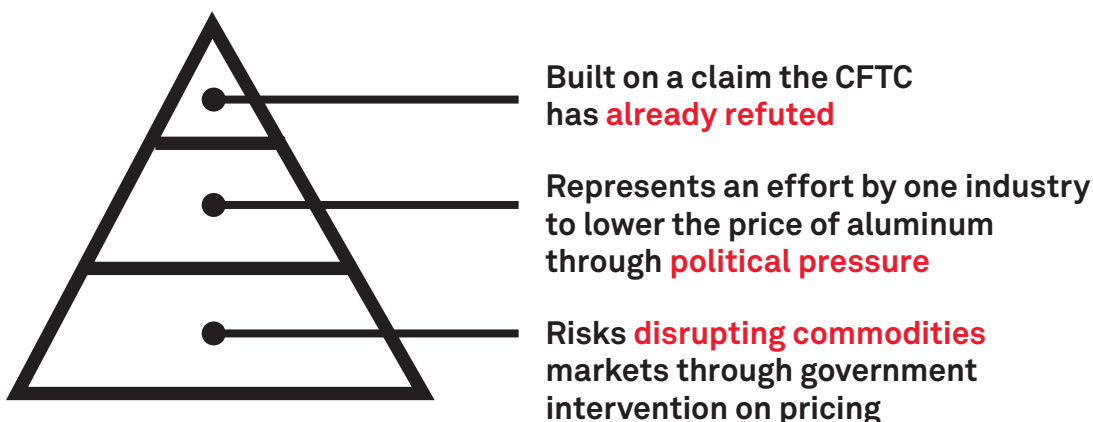 Built on a claim the CFTC
has already refuted
Represents an effort by one industry
to lower the price of aluminum
through political pressure
Risks disrupting commodities
markets through government
intervention on pricing